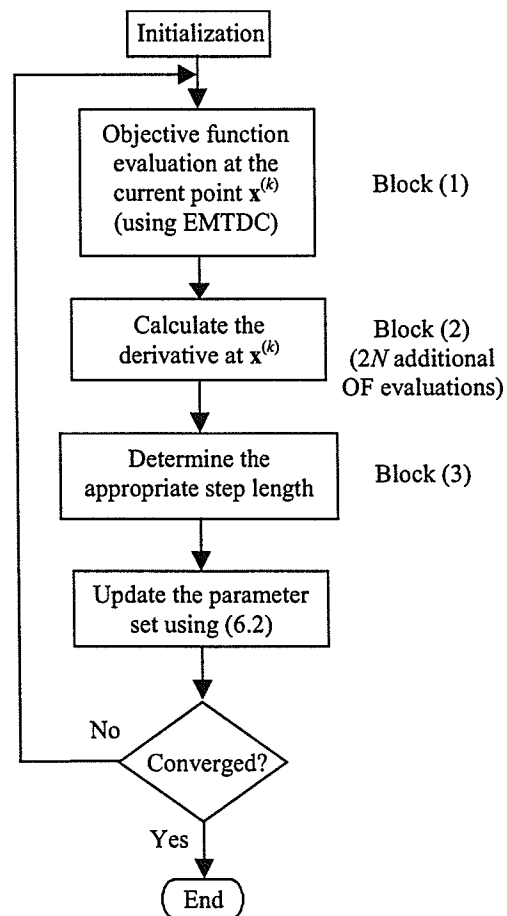 Initialization
Objective function
evaluation at the
current point x^(k)
(using EMTDC)
Block (1)
Calculate the
derivative at x^(k)
Block (2)
(2N additional
OF evaluations)
Determine the
appropriate step length
Block (3)
Update the parameter
set using (6.2)
No
Converged?
Yes
End